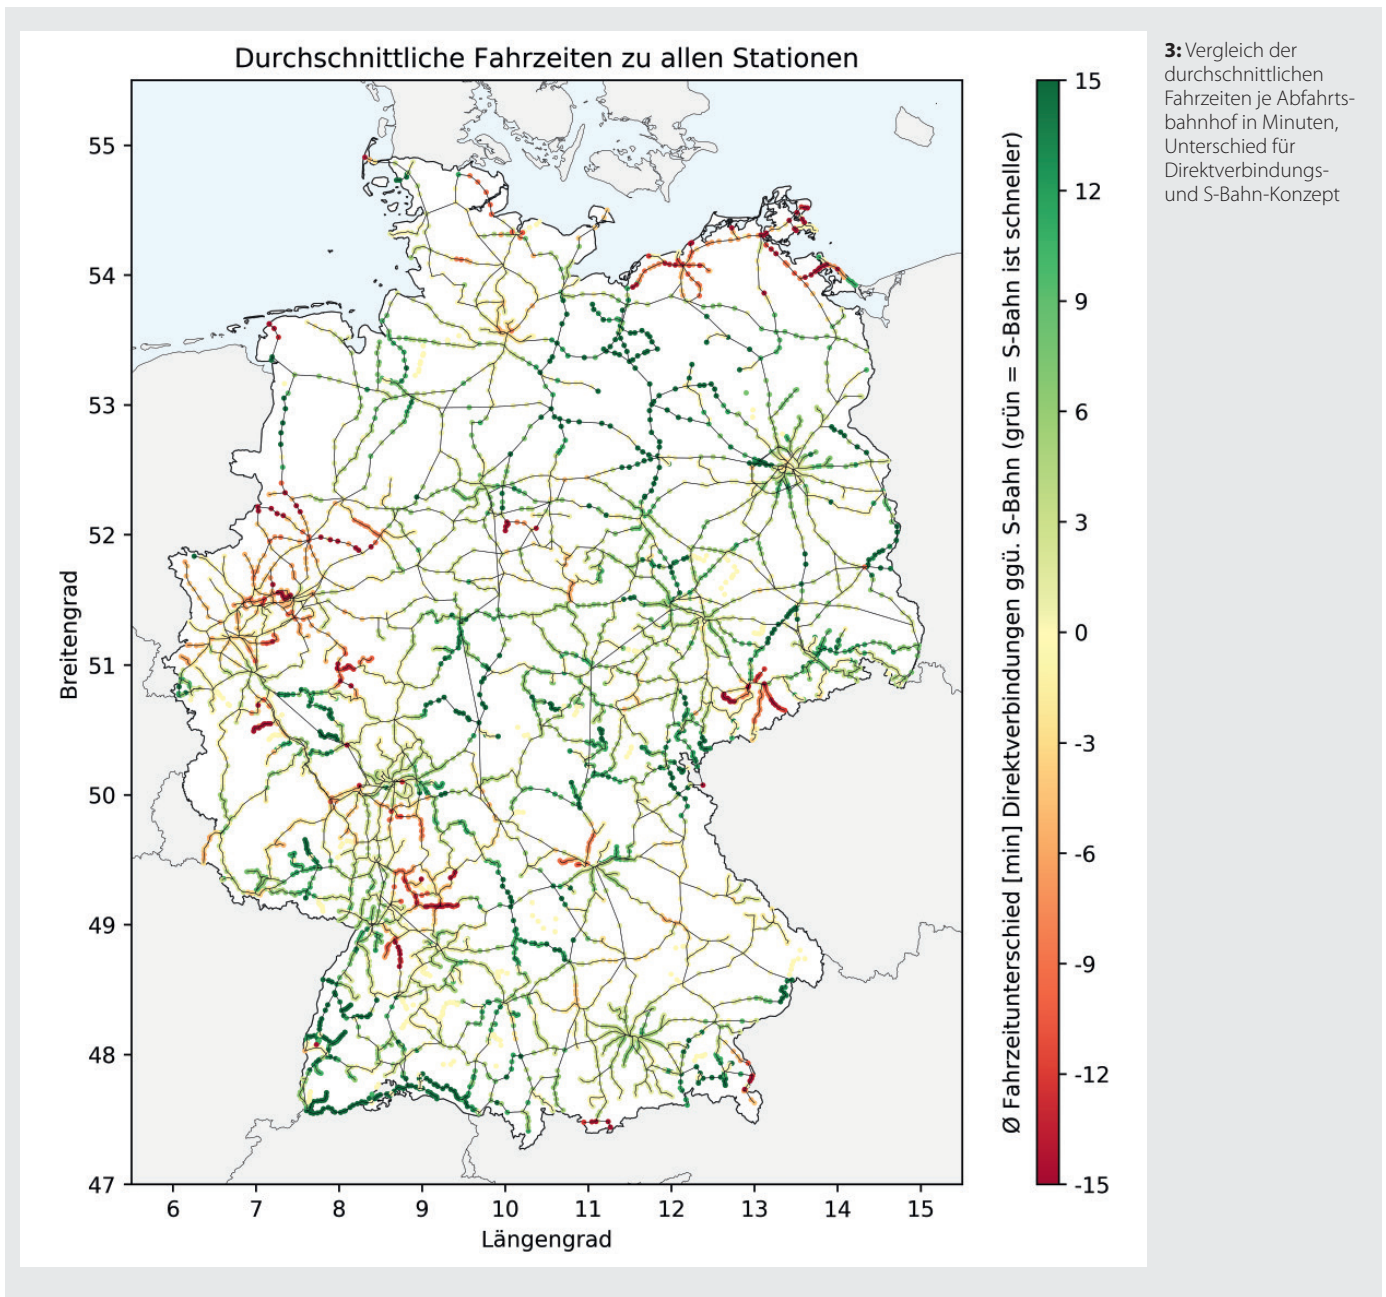 Durchschnittliche Fahrzeiten zu allen Stationen
55
54
53
52
51
50
49
48
47
Breitengrad
6 7 8 9 10 11 12 13 14 15
Längengrad
15
12
9
6
3
0
-3
-6
-9
-12
-15
Ø Fahrzeitunterschied [min] Direktverbindungen ggü. S-Bahn (grün = S-Bahn ist schneller)
3: Vergleich der
durchschnittlichen
Fahrzeiten je Abfahrts-
bahnhof in Minuten,
Unterschied für
Direktverbindungs-
und S-Bahn-Konzept